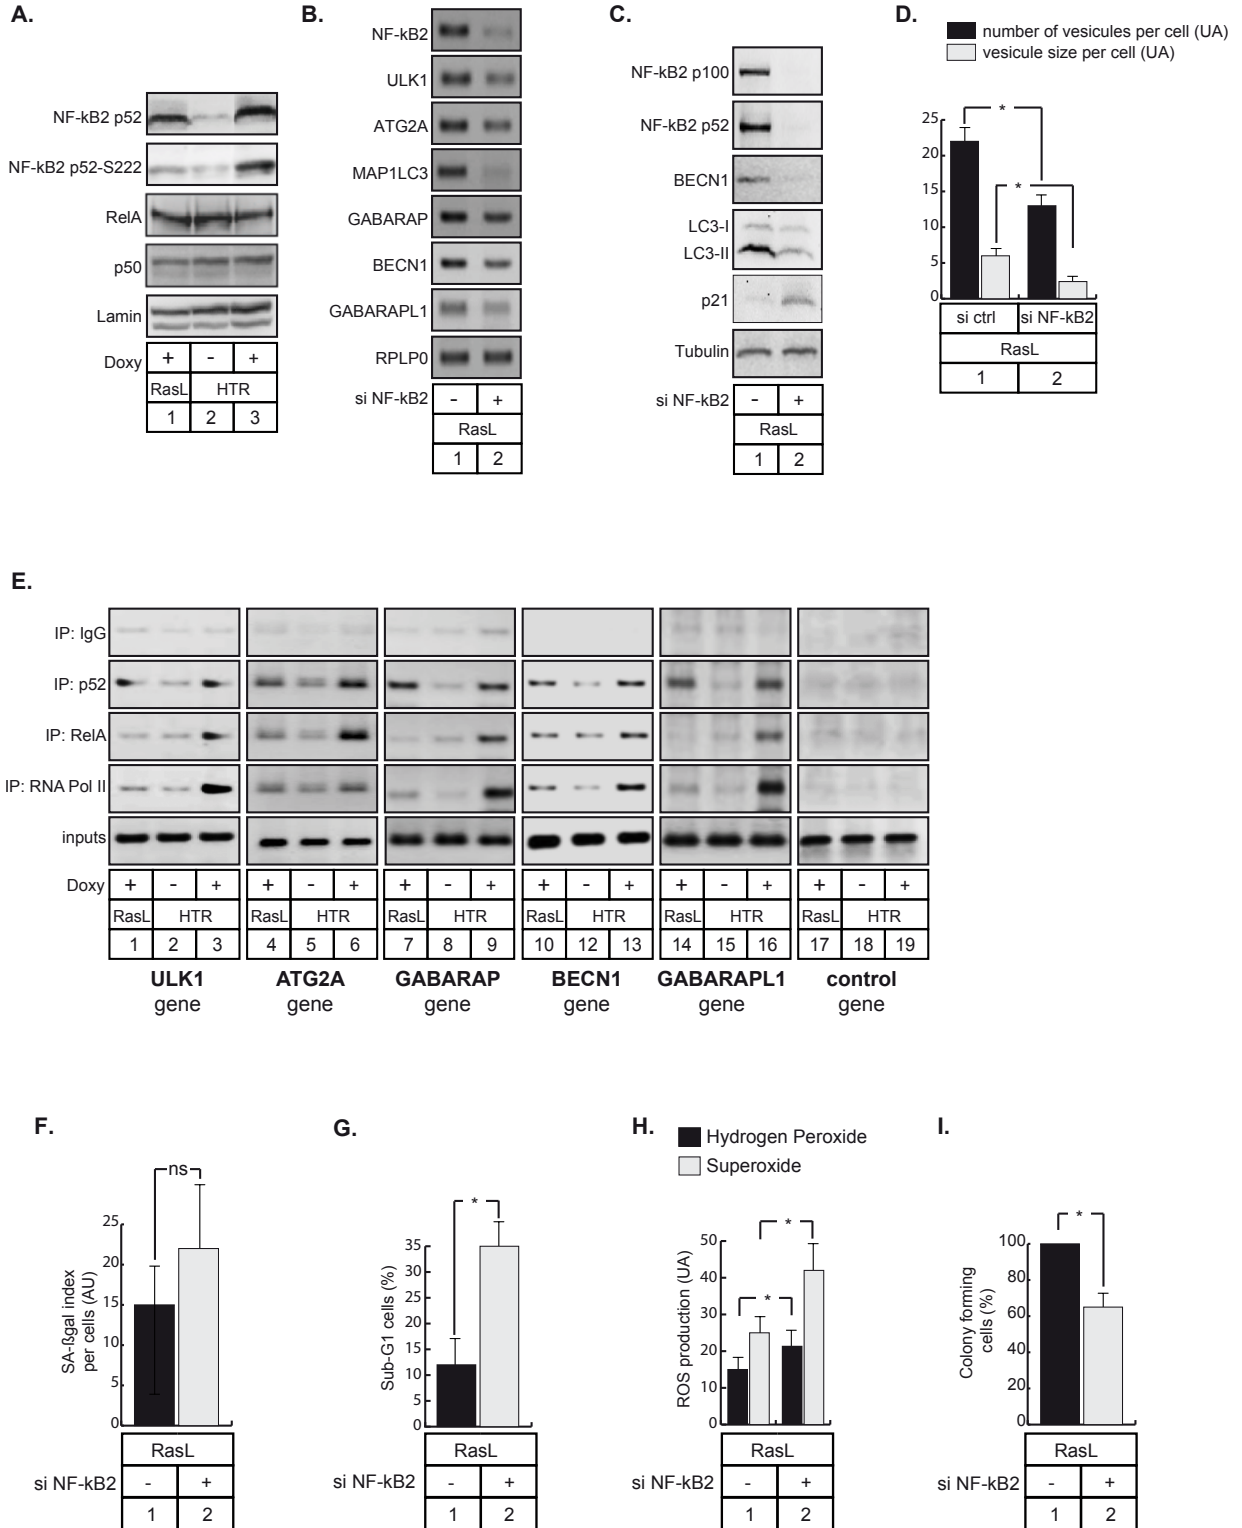 A.
NF-kB2 p52
NF-kB2 p52-S222
RelA
p50
Lamin
Doxy + - +
RasL HTR
1 2 3
B.
NF-kB2
ULK1
ATG2A
MAP1LC3
GABARAP
BECN1
GABARAPL1
RPLP0
si NF-kB2 - +
RasL
1 2
C.
NF-kB2 p100
NF-kB2 p52
BECN1
LC3-I
LC3-II
p21
Tubulin
si NF-kB2 - +
RasL
1 2
D.
number of vesicules per cell (UA)
vesicule size per cell (UA)
* *
25
20
15
10
5
0
si ctrl si NF-kB2
RasL
1 2
E.
IP: IgG
IP: p52
IP: RelA
IP: RNA Pol II
inputs
Doxy + - + + - + + - + + - + + - + + - +
RasL HTR RasL HTR RasL HTR RasL HTR RasL HTR RasL HTR
1 2 3 4 5 6 7 8 9 10 12 13 14 15 16 17 18 19
ULK1 ATG2A GABARAP BECN1 GABARAPL1 control
gene gene gene gene gene gene
F.
ns
SA-ßgal index
per cells (AU)
25
20
15
10
5
0
RasL
si NF-kB2 - +
1 2
G.
*
Sub-G1 cells (%)
35
30
25
20
15
10
5
0
RasL
si NF-kB2 - +
1 2
H.
Hydrogen Peroxide
Superoxide
* *
ROS production (UA)
50
40
30
20
10
0
RasL
si NF-kB2 - +
1 2
I.
*
Colony forming
cells (%)
100
80
60
40
20
0
RasL
si NF-kB2 - +
1 2